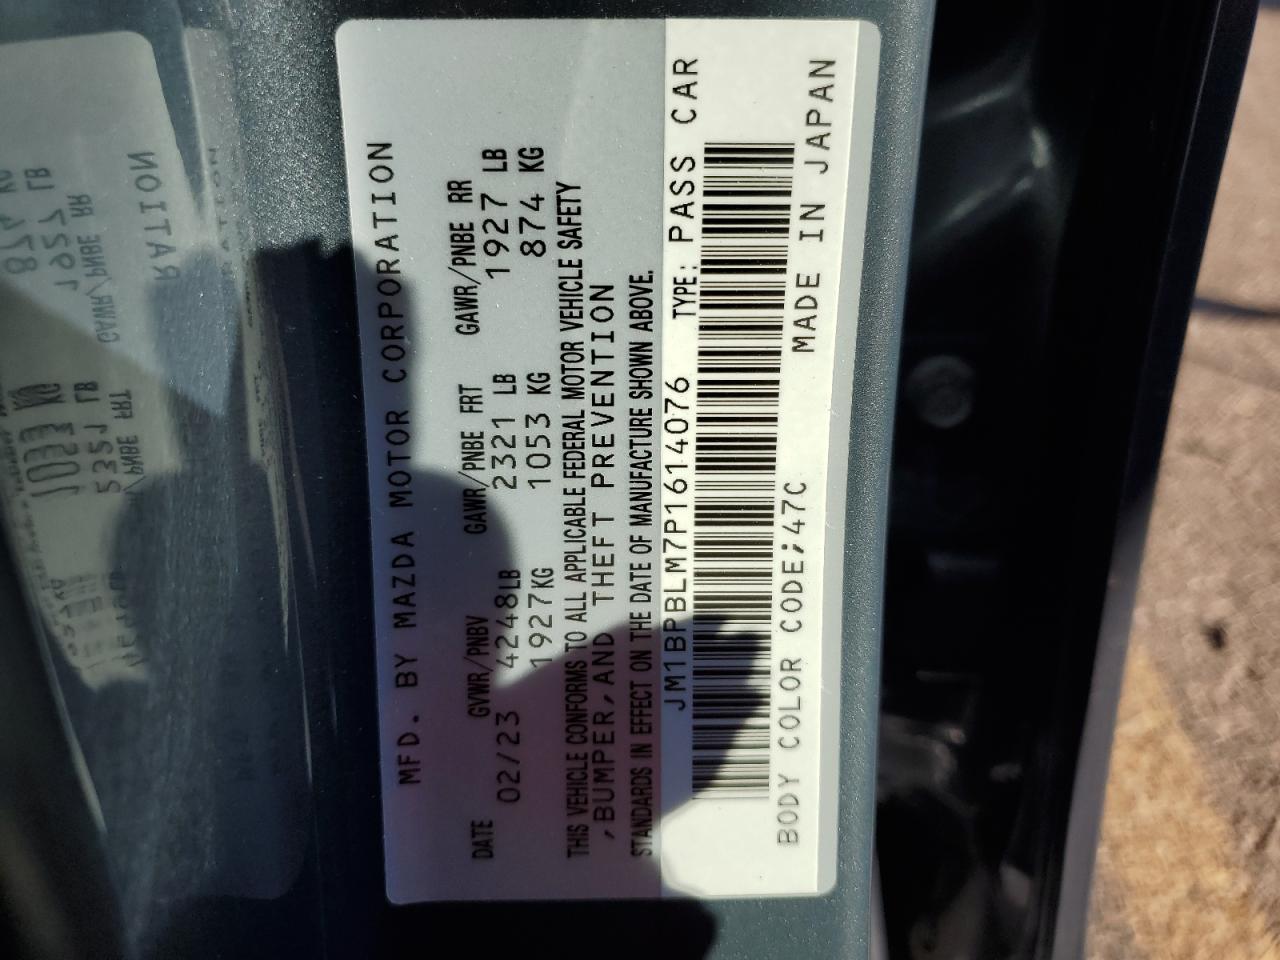 MFD. BY MAZDA MOTOR CORPORATION
DATE GVWR/PNBV GAWR/PNBE FRT GAWR/PNBE RR
02/23 4248LB 2321 LB 1927 LB
1927KG 1053 KG 874 KG
THIS VEHICLE CONFORMS TO ALL APPLICABLE FEDERAL MOTOR VEHICLE SAFETY
,BUMPER,AND THEFT PREVENTION
STANDARDS IN EFFECT ON THE DATE OF MANUFACTURE SHOWN ABOVE.
JM1BPBLM7P1614076 TYPE: PASS CAR
BODY COLOR CODE:47C MADE IN JAPAN